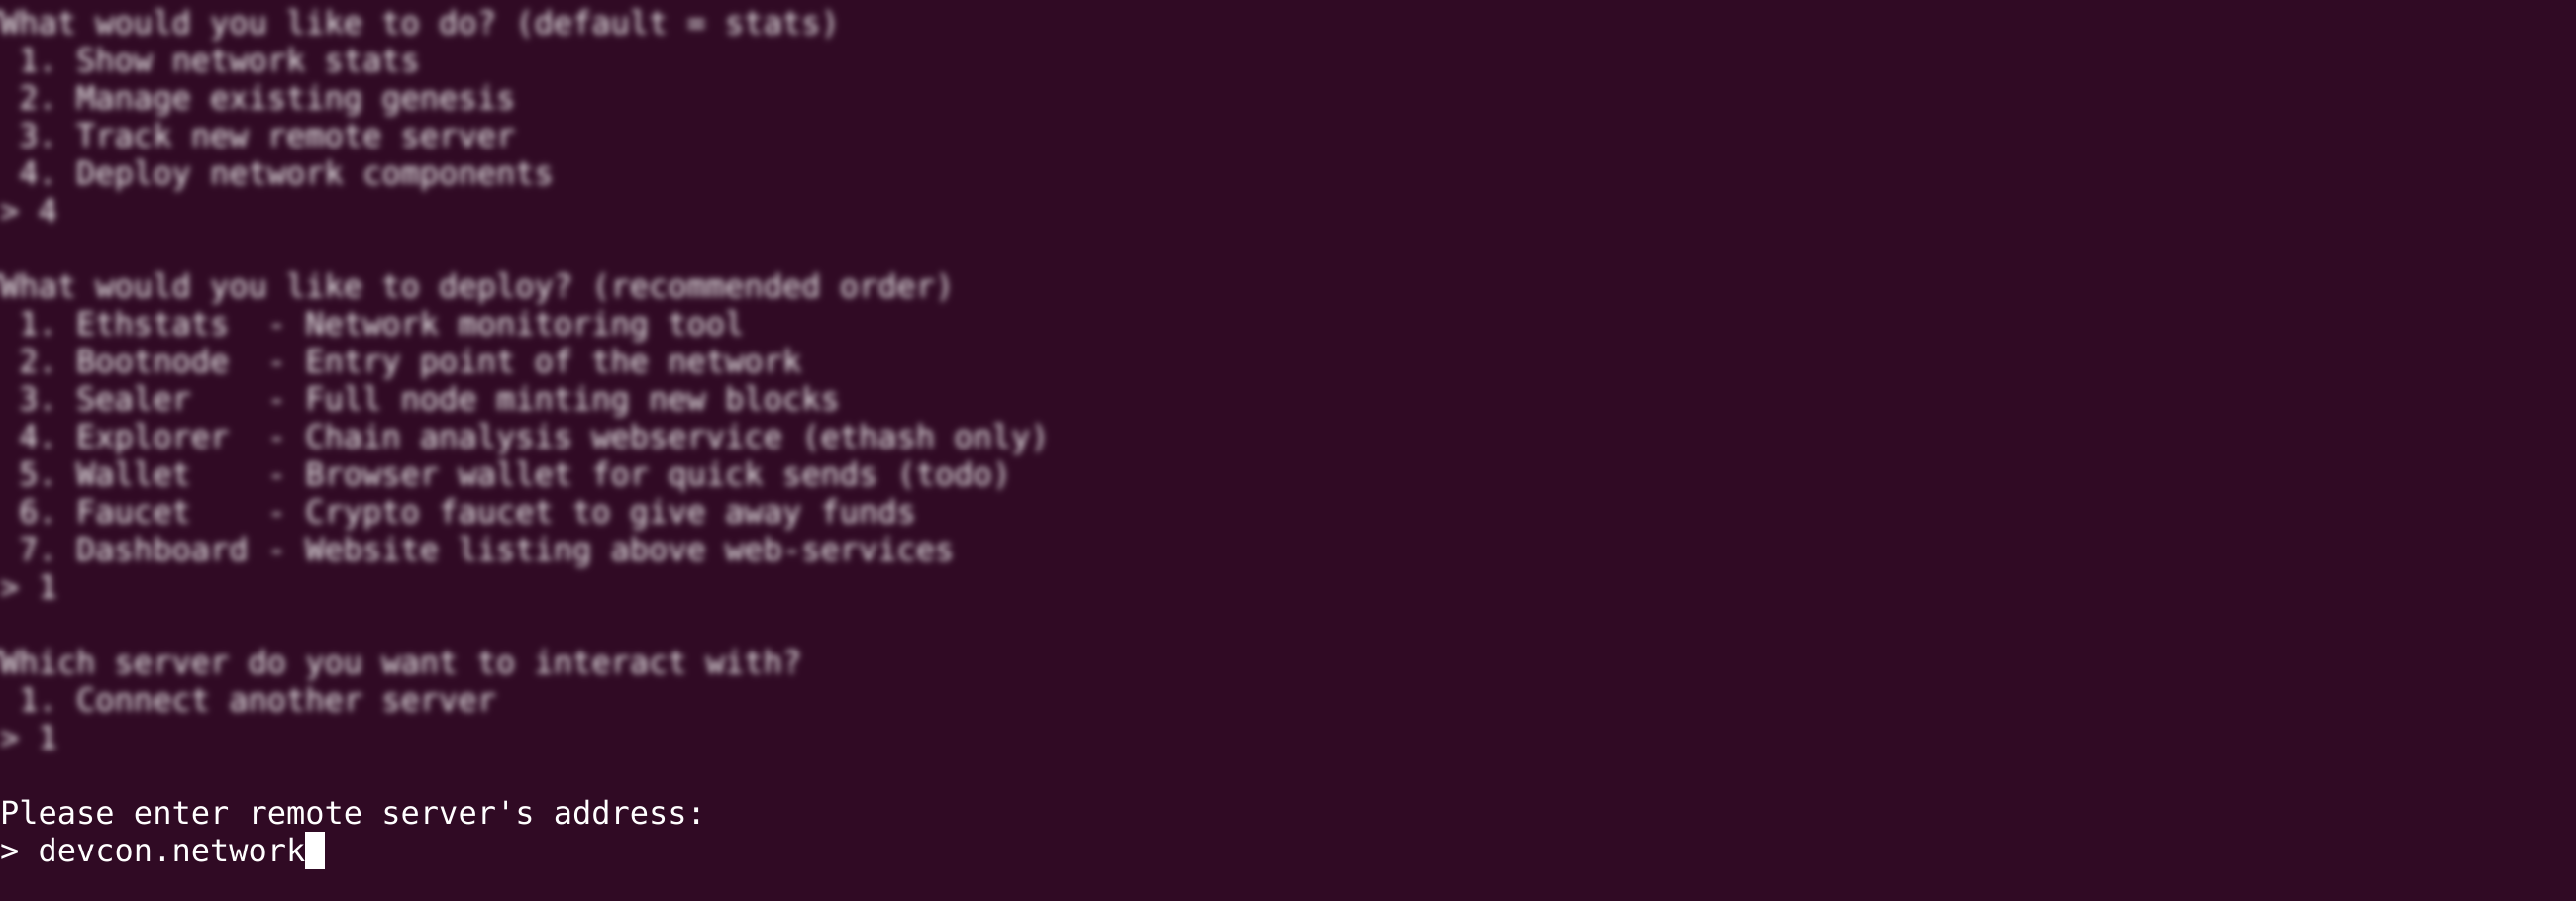 What would you like to do? (default = stats)
 1. Show network stats
 2. Manage existing genesis
 3. Track new remote server
 4. Deploy network components
> 4

What would you like to deploy? (recommended order)
 1. Ethstats  - Network monitoring tool
 2. Bootnode  - Entry point of the network
 3. Sealer    - Full node minting new blocks
 4. Explorer  - Chain analysis webservice (ethash only)
 5. Wallet    - Browser wallet for quick sends (todo)
 6. Faucet    - Crypto faucet to give away funds
 7. Dashboard - Website listing above web-services
> 1

Which server do you want to interact with?
 1. Connect another server
> 1

Please enter remote server's address:
> devcon.network